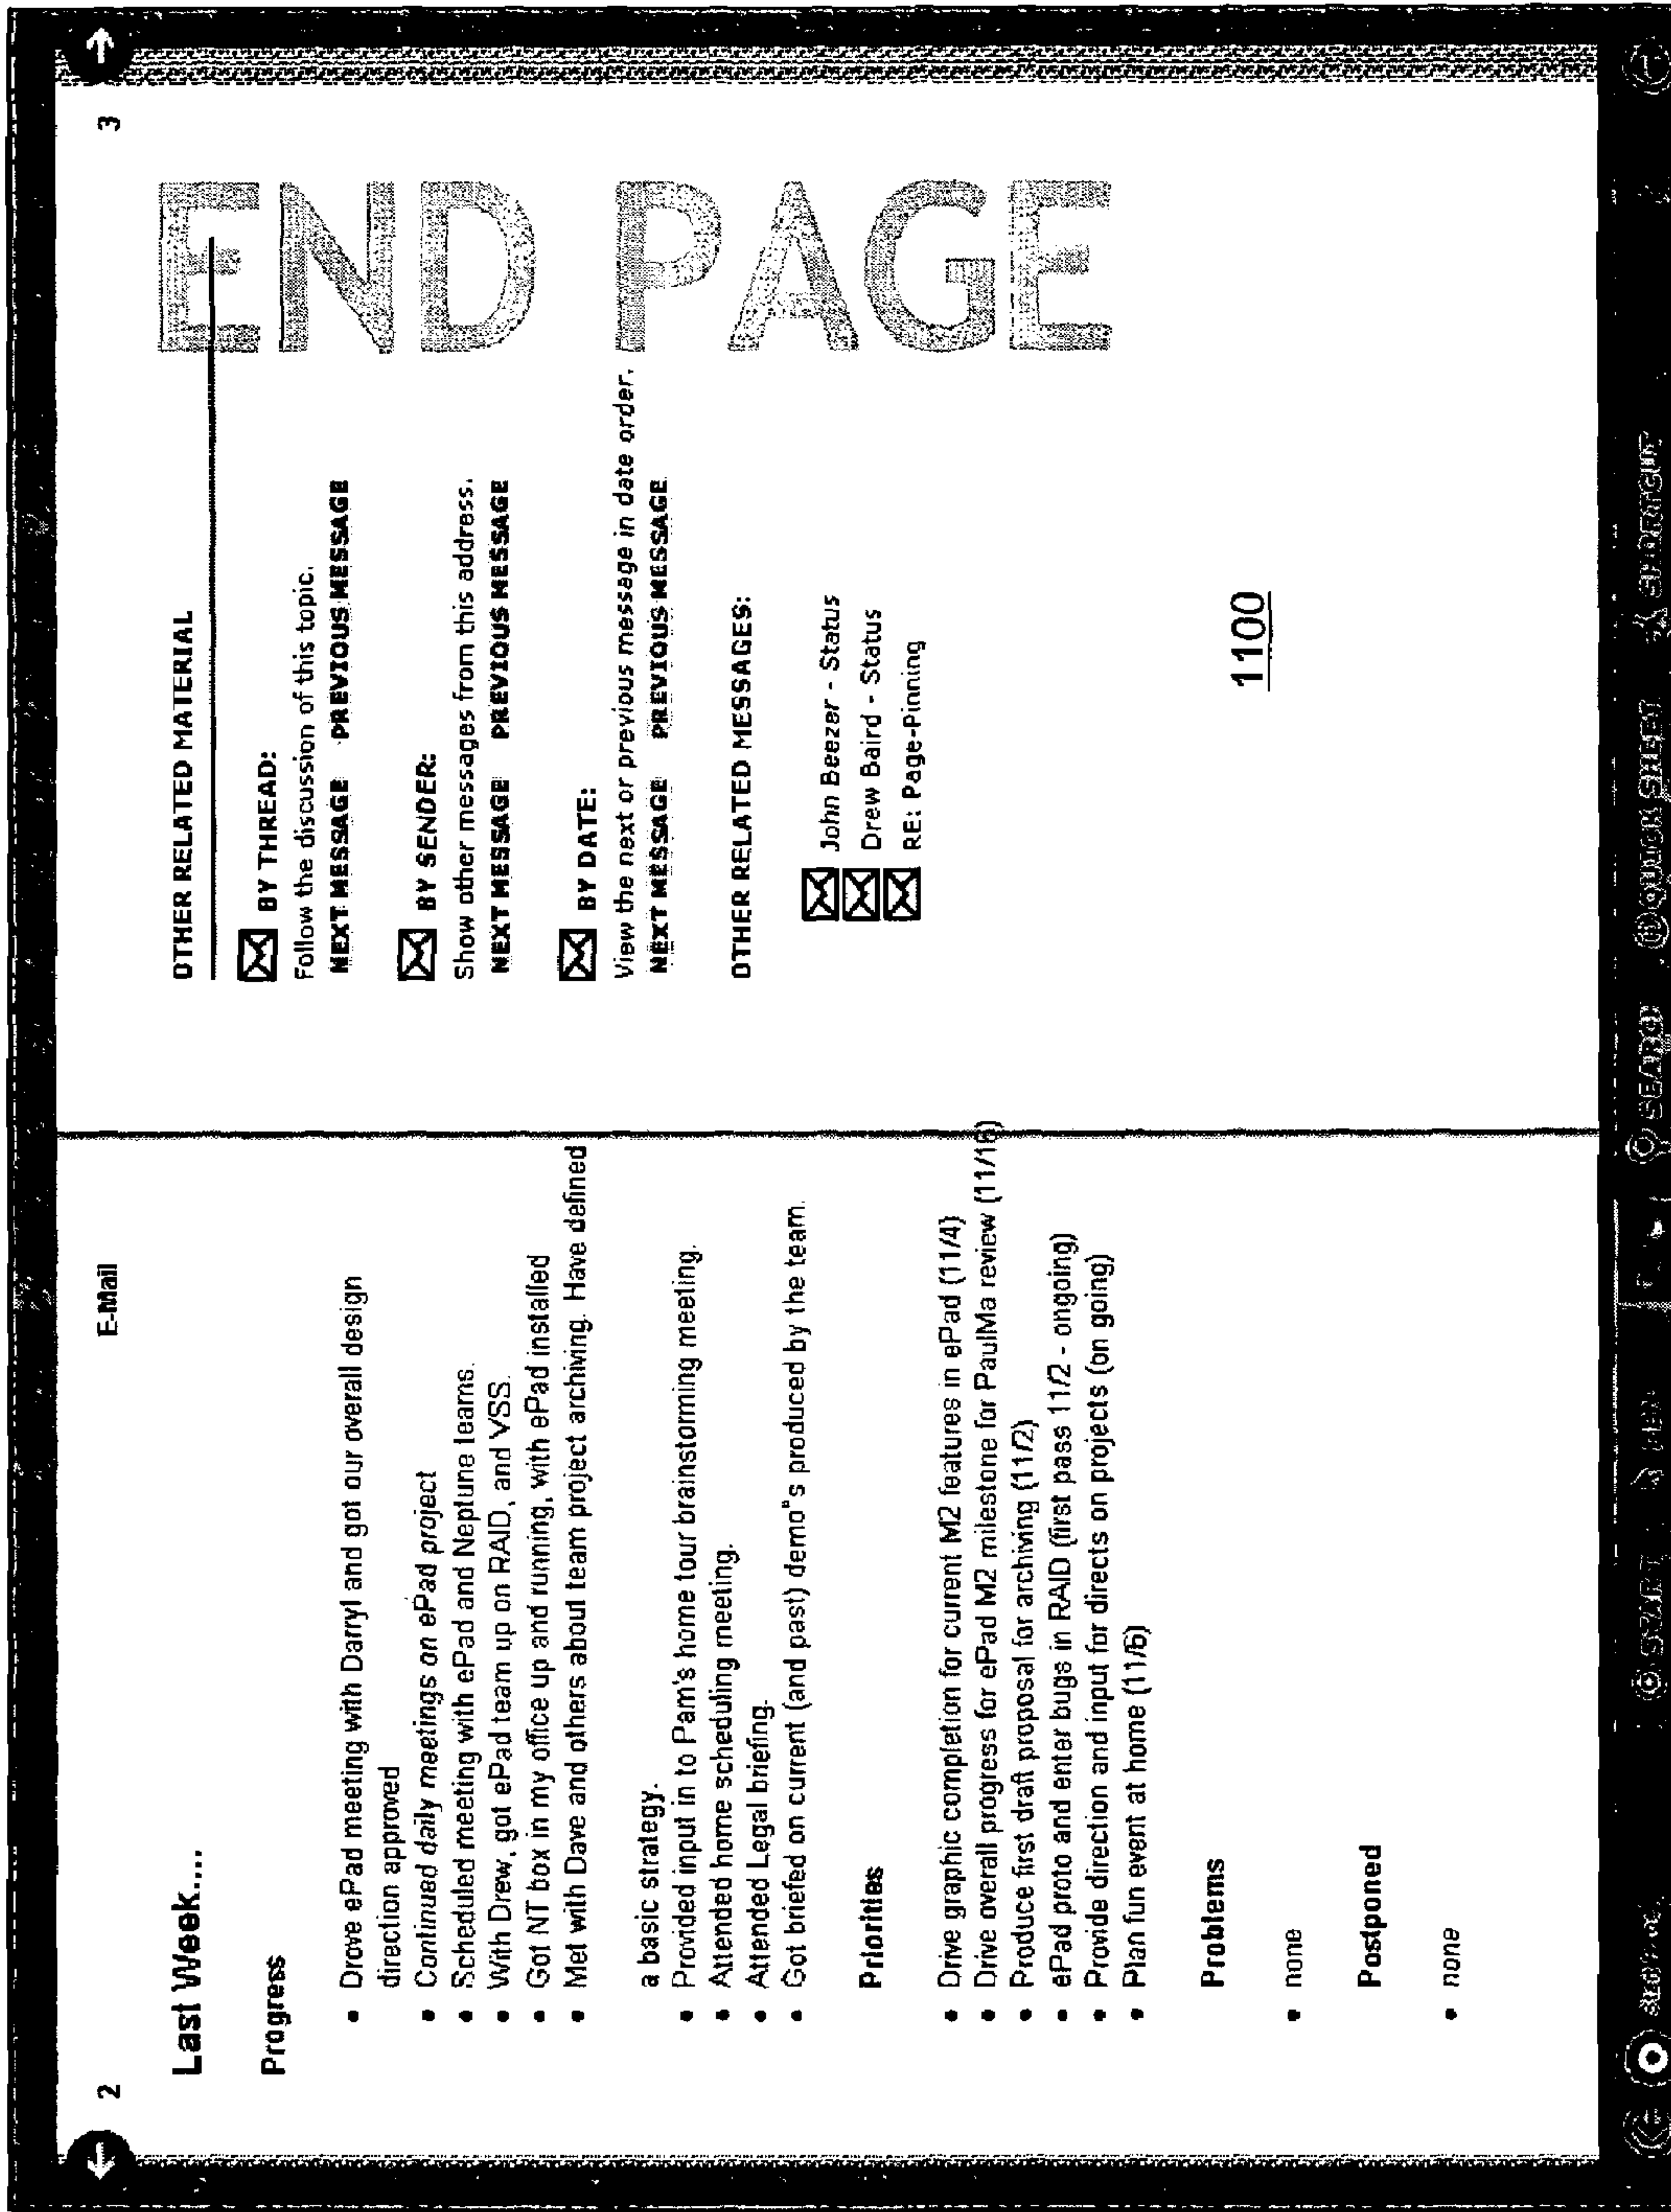 2
E-Mail
Last Week....
Progress
• Drove ePad meeting with Darryl and got our overall design
direction approved
• Continued daily meetings on ePad project
• Scheduled meeting with ePad and Neptune teams.
• With Drew, got ePad team up on RAID, and VSS.
• Got NT box in my office up and running, with ePad installed
• Met with Dave and others about team project archiving. Have defined
a basic strategy.
• Provided input in to Pam's home tour brainstorming meeting.
• Attended home scheduling meeting.
• Attended Legal briefing.
• Got briefed on current (and past) demo"s produced by the team.
Priorities
• Drive graphic completion for current M2 features in ePad (11/4)
• Drive overall progress for ePad M2 milestone for PaulMa review (11/16)
• Produce first draft proposal for archiving (11/2)
• ePad proto and enter bugs in RAID (first pass 11/2 - ongoing)
• Provide direction and input for directs on projects (on going)
• Plan fun event at home (11/6)
Problems
• none
Postponed
• none
3
END PAGE
OTHER RELATED MATERIAL
BY THREAD:
Follow the discussion of this topic.
NEXT MESSAGE PREVIOUS MESSAGE
BY SENDER:
Show other messages from this address.
NEXT MESSAGE PREVIOUS MESSAGE
BY DATE:
View the next or previous message in date order.
NEXT MESSAGE PREVIOUS MESSAGE
OTHER RELATED MESSAGES:
John Beezer - Status
Drew Baird - Status
RE: Page-Pinning
1100
START PEN SEARCH QUICK SHEET SHORTCUT